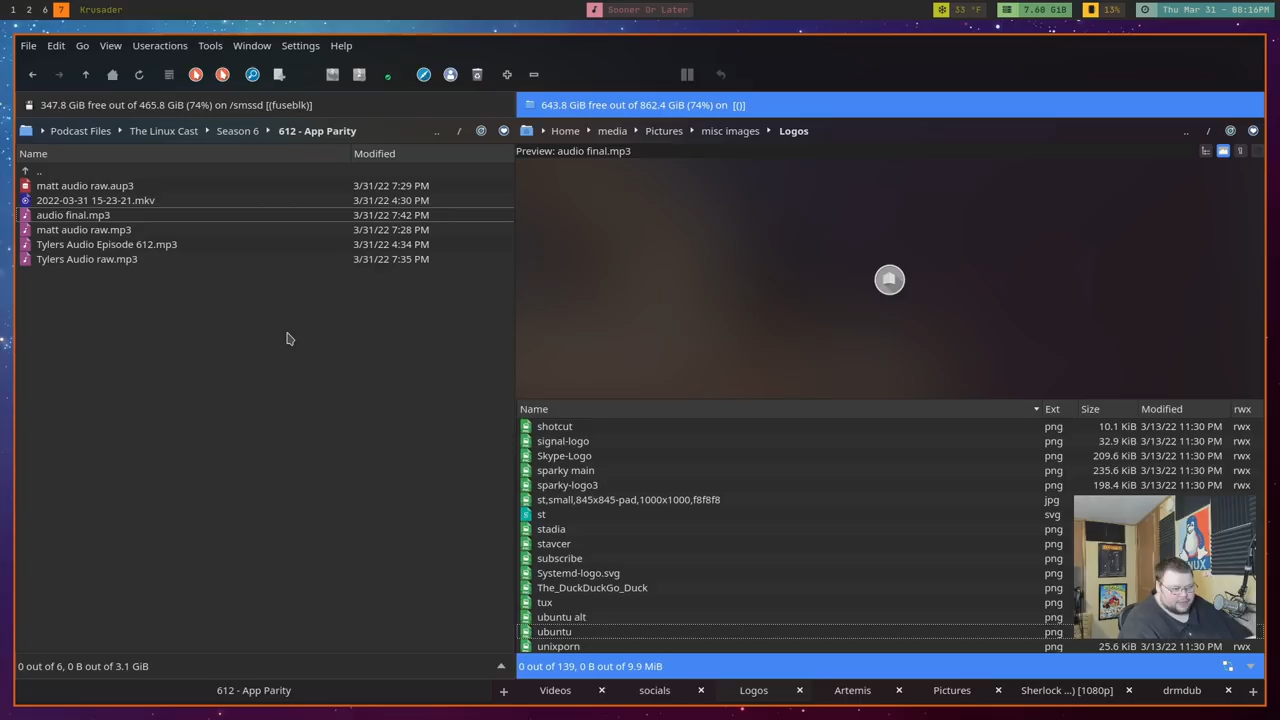 1 2 6 7 Krusader
Sooner Or Later
33 °F
7.60 GiB
13%
Thu Mar 31 - 08:16PM
File Edit Go View Useractions Tools Window Settings Help
347.8 GiB free out of 465.8 GiB (74%) on /smssd [(fuseblk)]
643.8 GiB free out of 862.4 GiB (74%) on [()]
Podcast Files > The Linux Cast > Season 6 > 612 - App Parity .. /
Home > media > Pictures > misc images > Logos .. /
Preview: audio final.mp3
Name Modified
..
matt audio raw.aup3 3/31/22 7:29 PM
2022-03-31 15-23-21.mkv 3/31/22 4:30 PM
audio final.mp3 3/31/22 7:42 PM
matt audio raw.mp3 3/31/22 7:28 PM
Tylers Audio Episode 612.mp3 3/31/22 4:34 PM
Tylers Audio raw.mp3 3/31/22 7:35 PM
Name Ext Size Modified rwx
shotcut png 10.1 KiB 3/13/22 11:30 PM rwx
signal-logo png 32.9 KiB 3/13/22 11:30 PM rwx
Skype-Logo png 209.6 KiB 3/13/22 11:30 PM rwx
sparky main png 235.6 KiB 3/13/22 11:30 PM rwx
sparky-logo3 png 198.4 KiB 3/13/22 11:30 PM rwx
st,small,845x845-pad,1000x1000,f8f8f8 jpg
st svg
stadia png
stavcer png
subscribe png
Systemd-logo.svg png
The_DuckDuckGo_Duck png
tux png
ubuntu alt png
ubuntu png
unixporn png 25.6 KiB 3/13/22 11:30 PM rwx
0 out of 6, 0 B out of 3.1 GiB
0 out of 139, 0 B out of 9.9 MiB
612 - App Parity
Videos socials Logos Artemis Pictures Sherlock ...) [1080p] drmdub